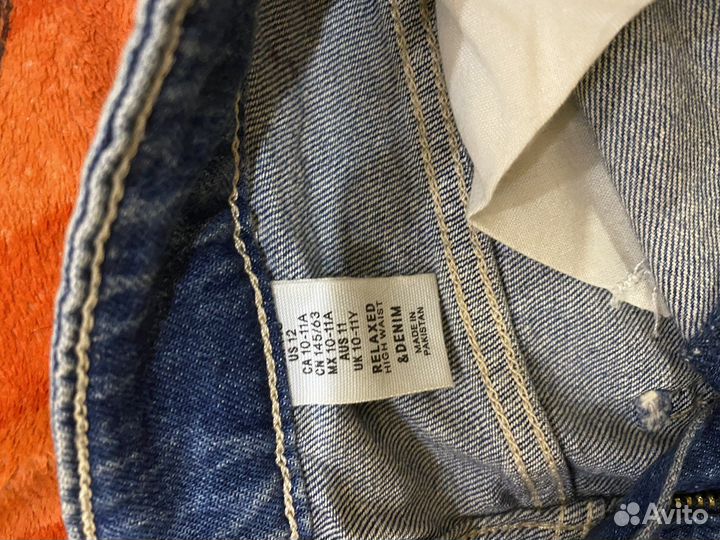 US 12
CA 10-11A
CN 145/63
MX 10-11A
AUS 11
UK 10-11Y
RELAXED
HIGH WAIST
&DENIM
MADE IN
PAKISTAN
Avito